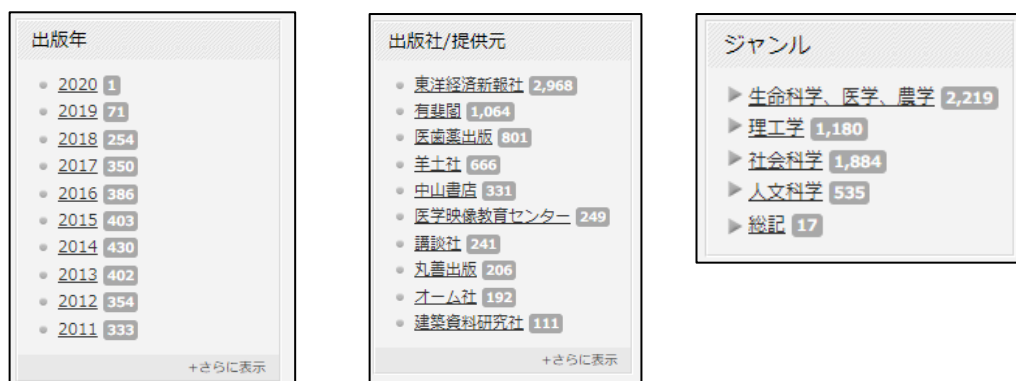 出版年
2020 1
2019 71
2018 254
2017 350
2016 386
2015 403
2014 430
2013 402
2012 354
2011 333
+さらに表示
出版社/提供元
東洋経済新報社 2,968
有斐閣 1,064
医歯薬出版 801
羊土社 666
中山書店 331
医学映像教育センター 249
講談社 241
丸善出版 206
オーム社 192
建築資料研究社 111
+さらに表示
ジャンル
生命科学、医学、農学 2,219
理工学 1,180
社会科学 1,884
人文科学 535
総記 17